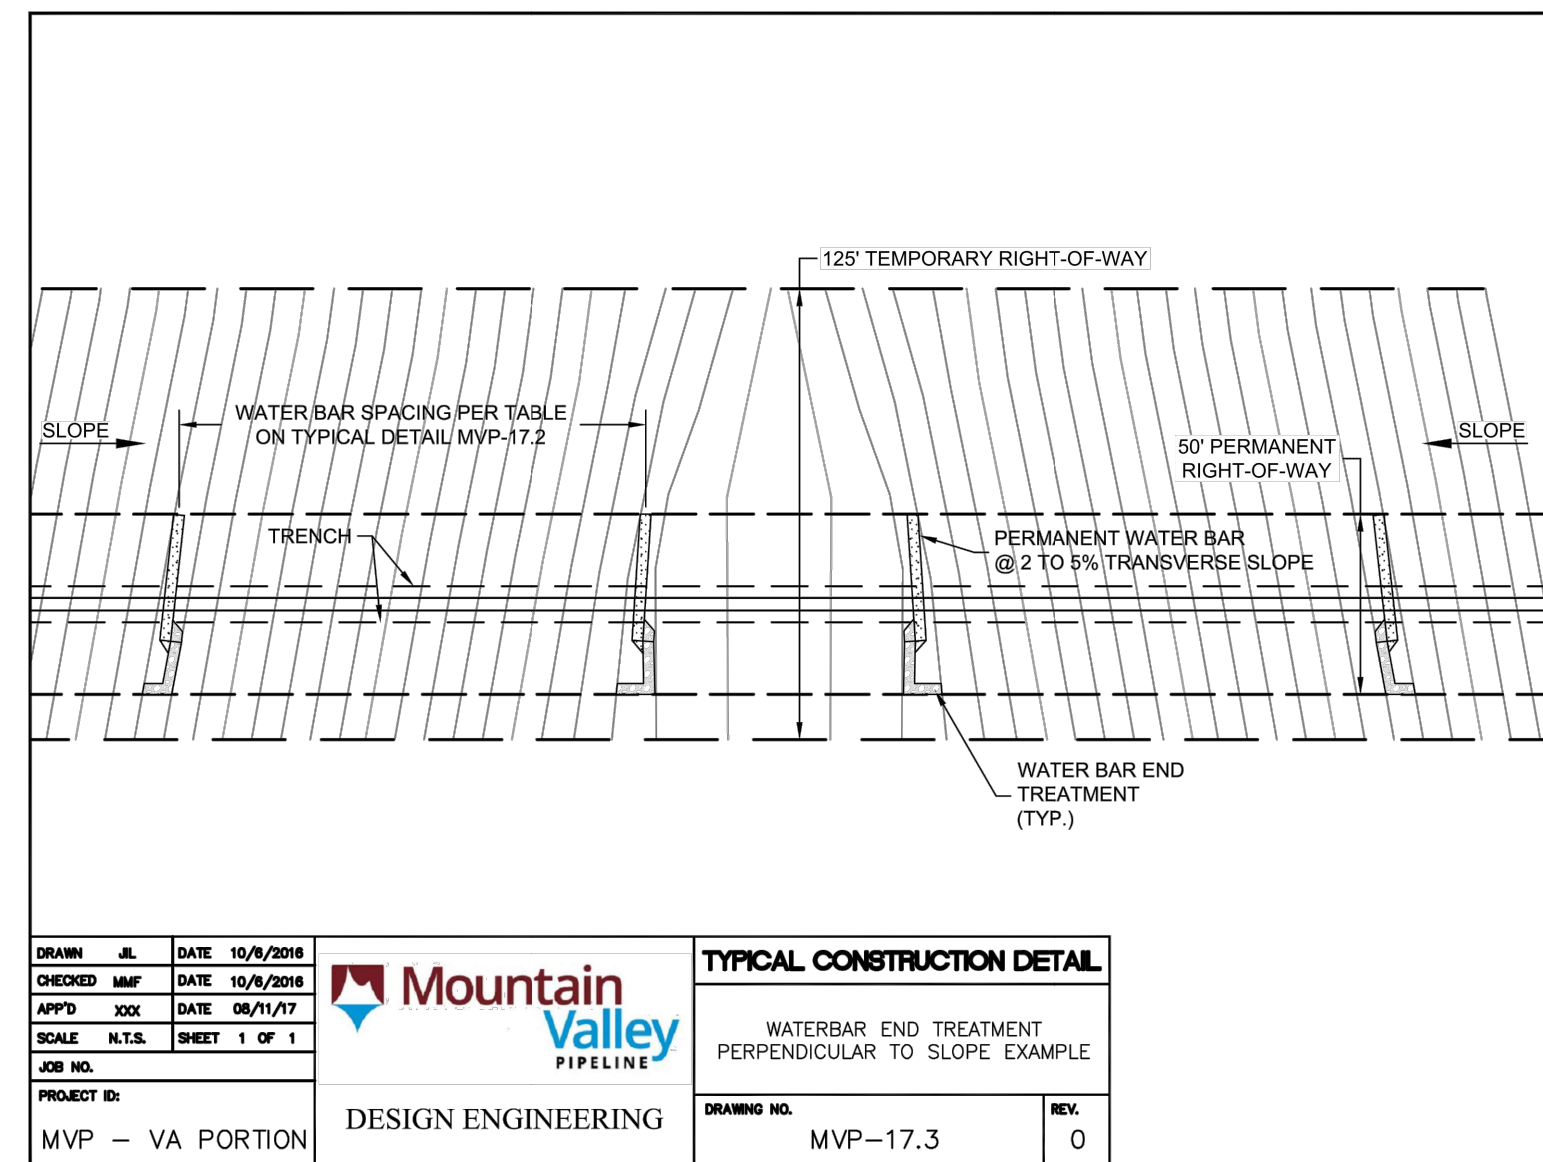 125' TEMPORARY RIGHT-OF-WAY
WATER BAR SPACING PER TABLE
ON TYPICAL DETAIL MVP-17.2
SLOPE
SLOPE
50' PERMANENT
RIGHT-OF-WAY
TRENCH
PERMANENT WATER BAR
@ 2 TO 5% TRANSVERSE SLOPE
WATER BAR END
TREATMENT
(TYP.)
DRAWN JIL DATE 10/6/2016
CHECKED MMF DATE 10/6/2016
APP'D XXX DATE 08/11/17
SCALE N.T.S. SHEET 1 OF 1
JOB NO.
PROJECT ID:
MVP - VA PORTION
Mountain
Valley
PIPELINE
DESIGN ENGINEERING
TYPICAL CONSTRUCTION DETAIL
WATERBAR END TREATMENT
PERPENDICULAR TO SLOPE EXAMPLE
DRAWING NO.
MVP-17.3
REV.
0